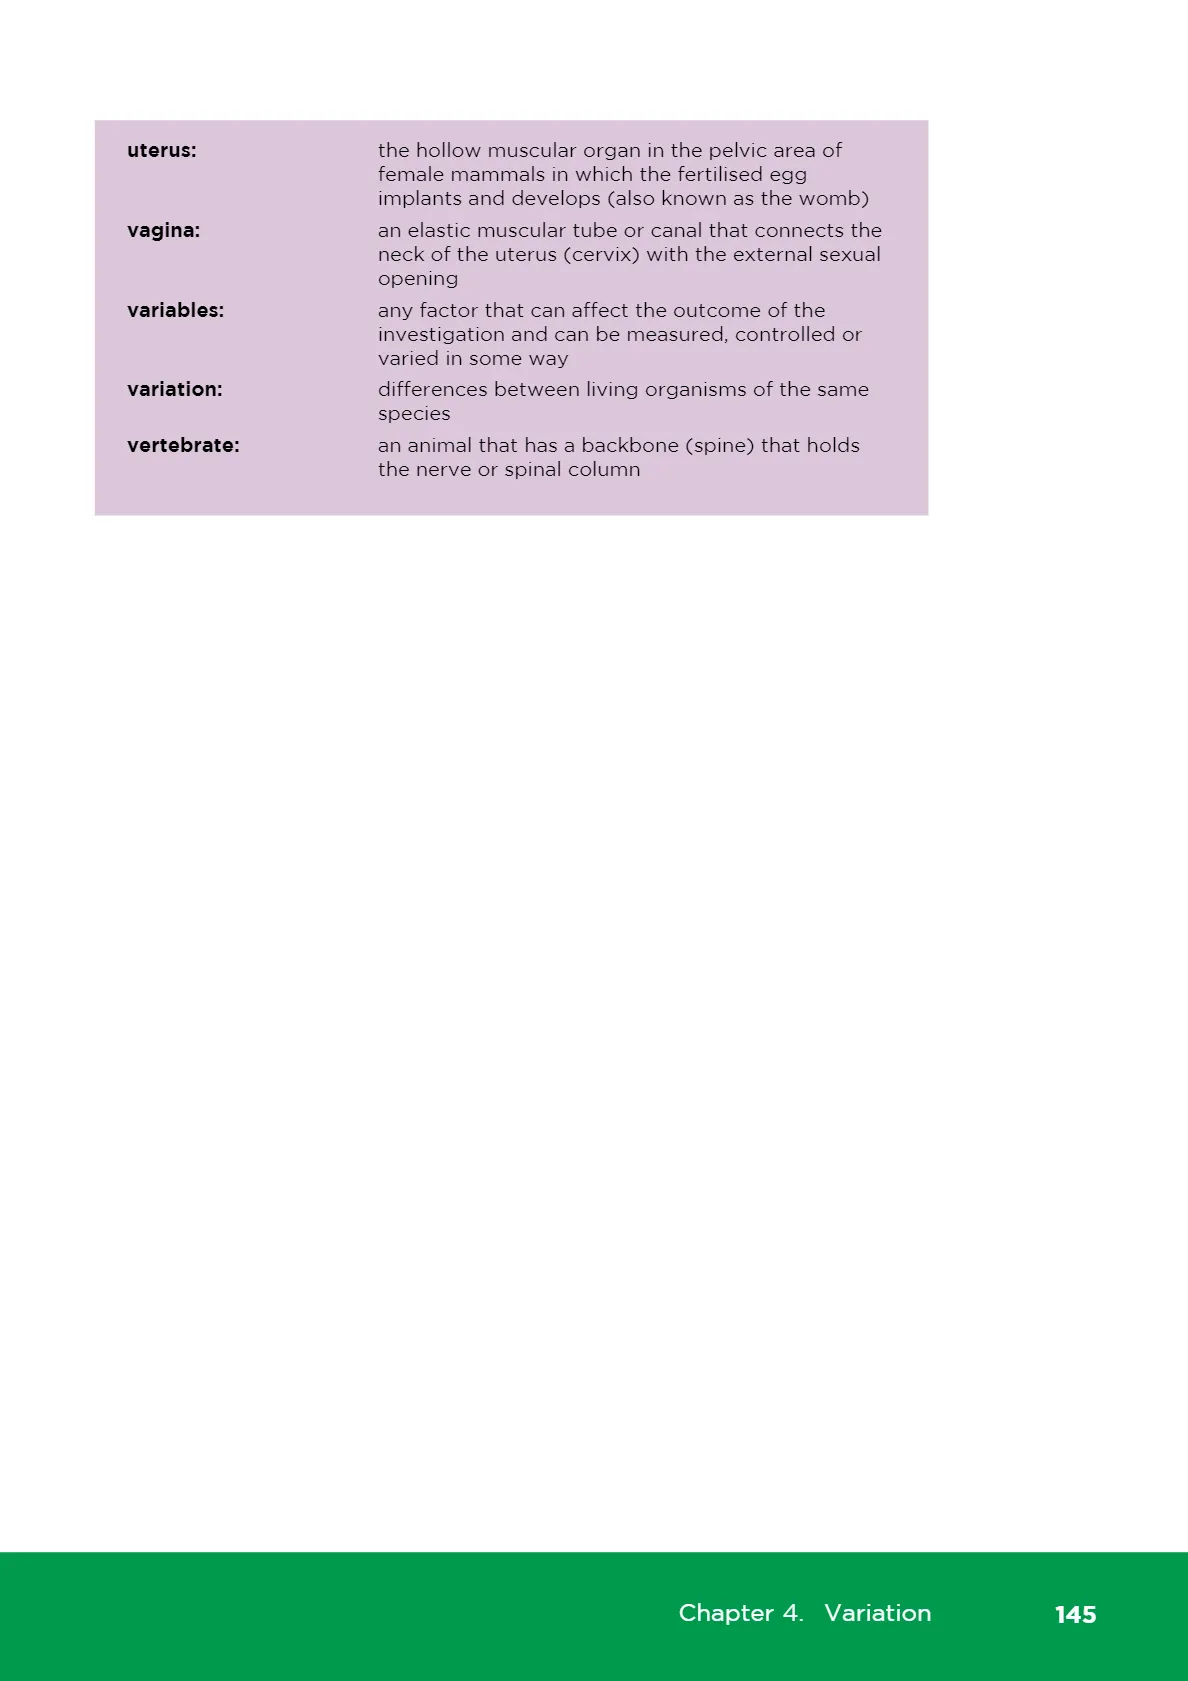 uterus: the hollow muscular organ in the pelvic area of
female mammals in which the fertilised egg
implants and develops (also known as the womb)
vagina: an elastic muscular tube or canal that connects the
neck of the uterus (cervix) with the external sexual
opening
variables: any factor that can affect the outcome of the
investigation and can be measured, controlled or
varied in some way
variation: differences between living organisms of the same
species
vertebrate: an animal that has a backbone (spine) that holds
the nerve or spinal column
Chapter 4. Variation 145